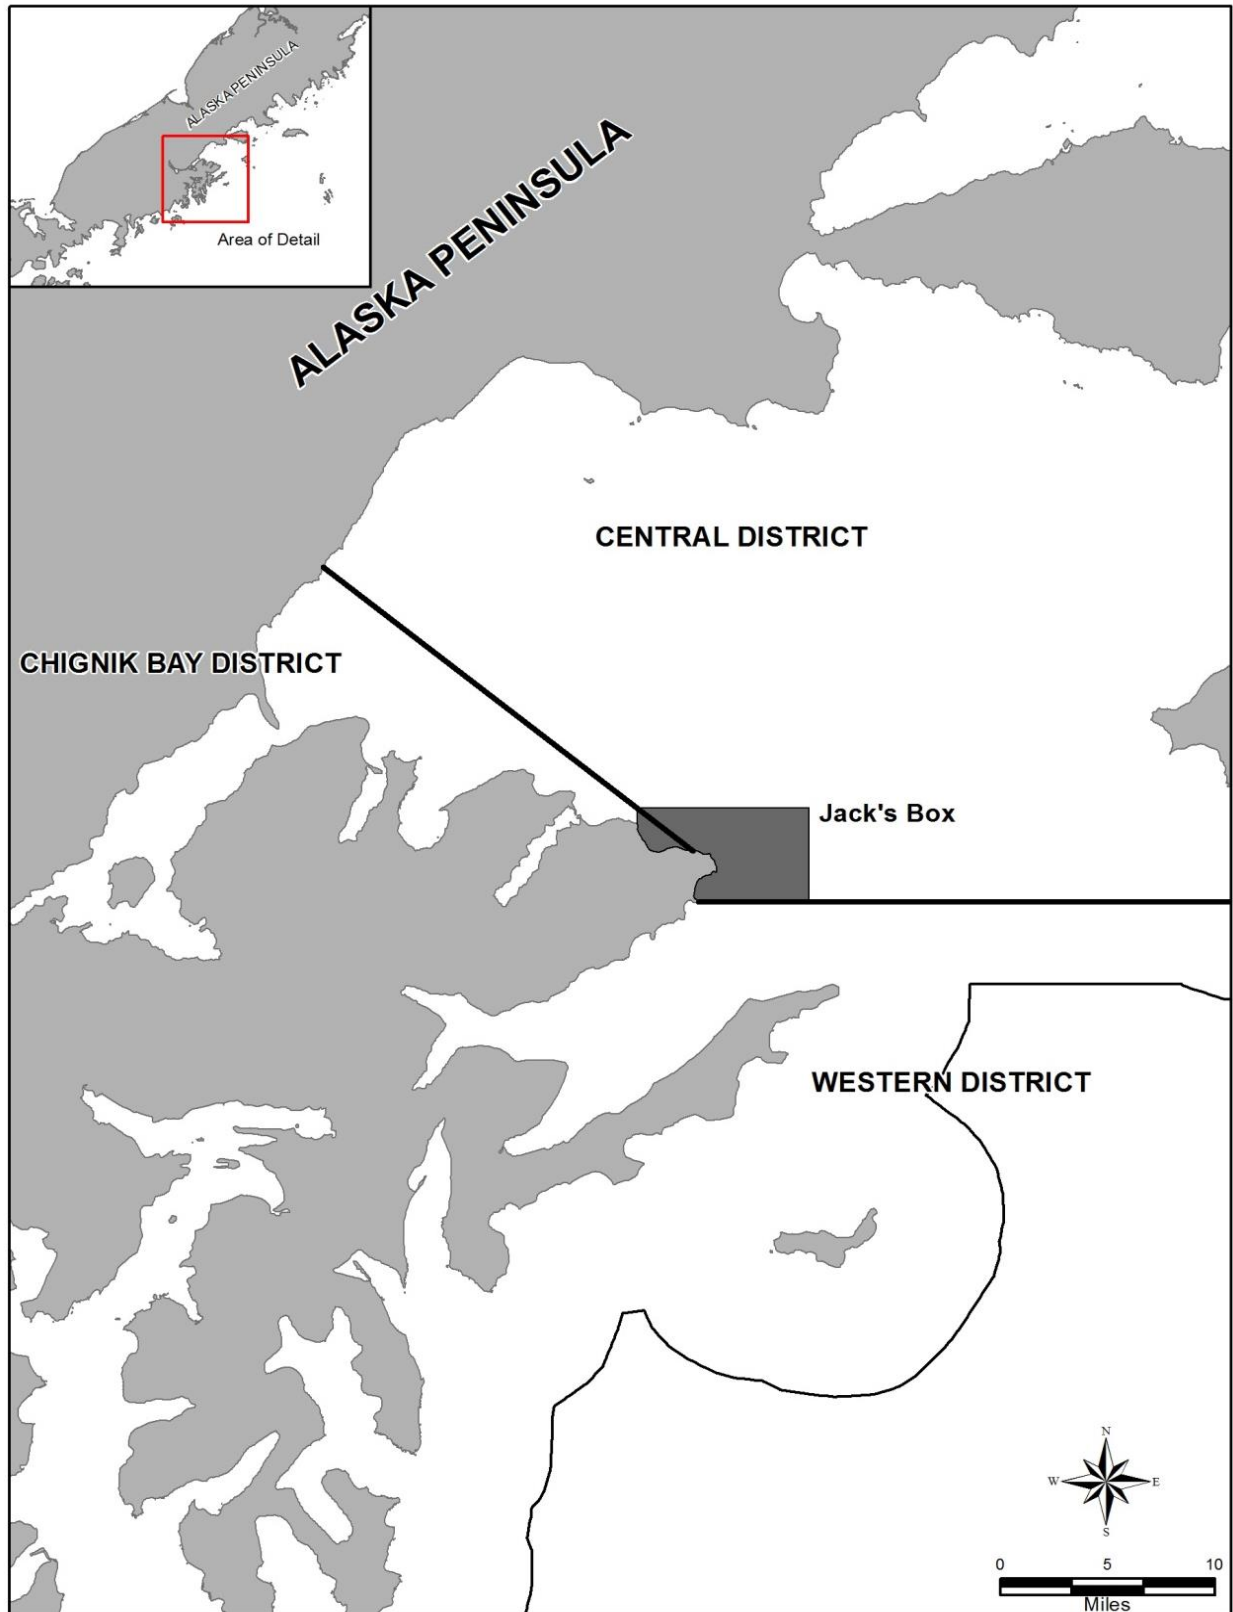 ALASKA PENINSULA
Area of Detail
ALASKA PENINSULA
CENTRAL DISTRICT
CHIGNIK BAY DISTRICT
Jack's Box
WESTERN DISTRICT
N
W E
S
0 5 10
Miles